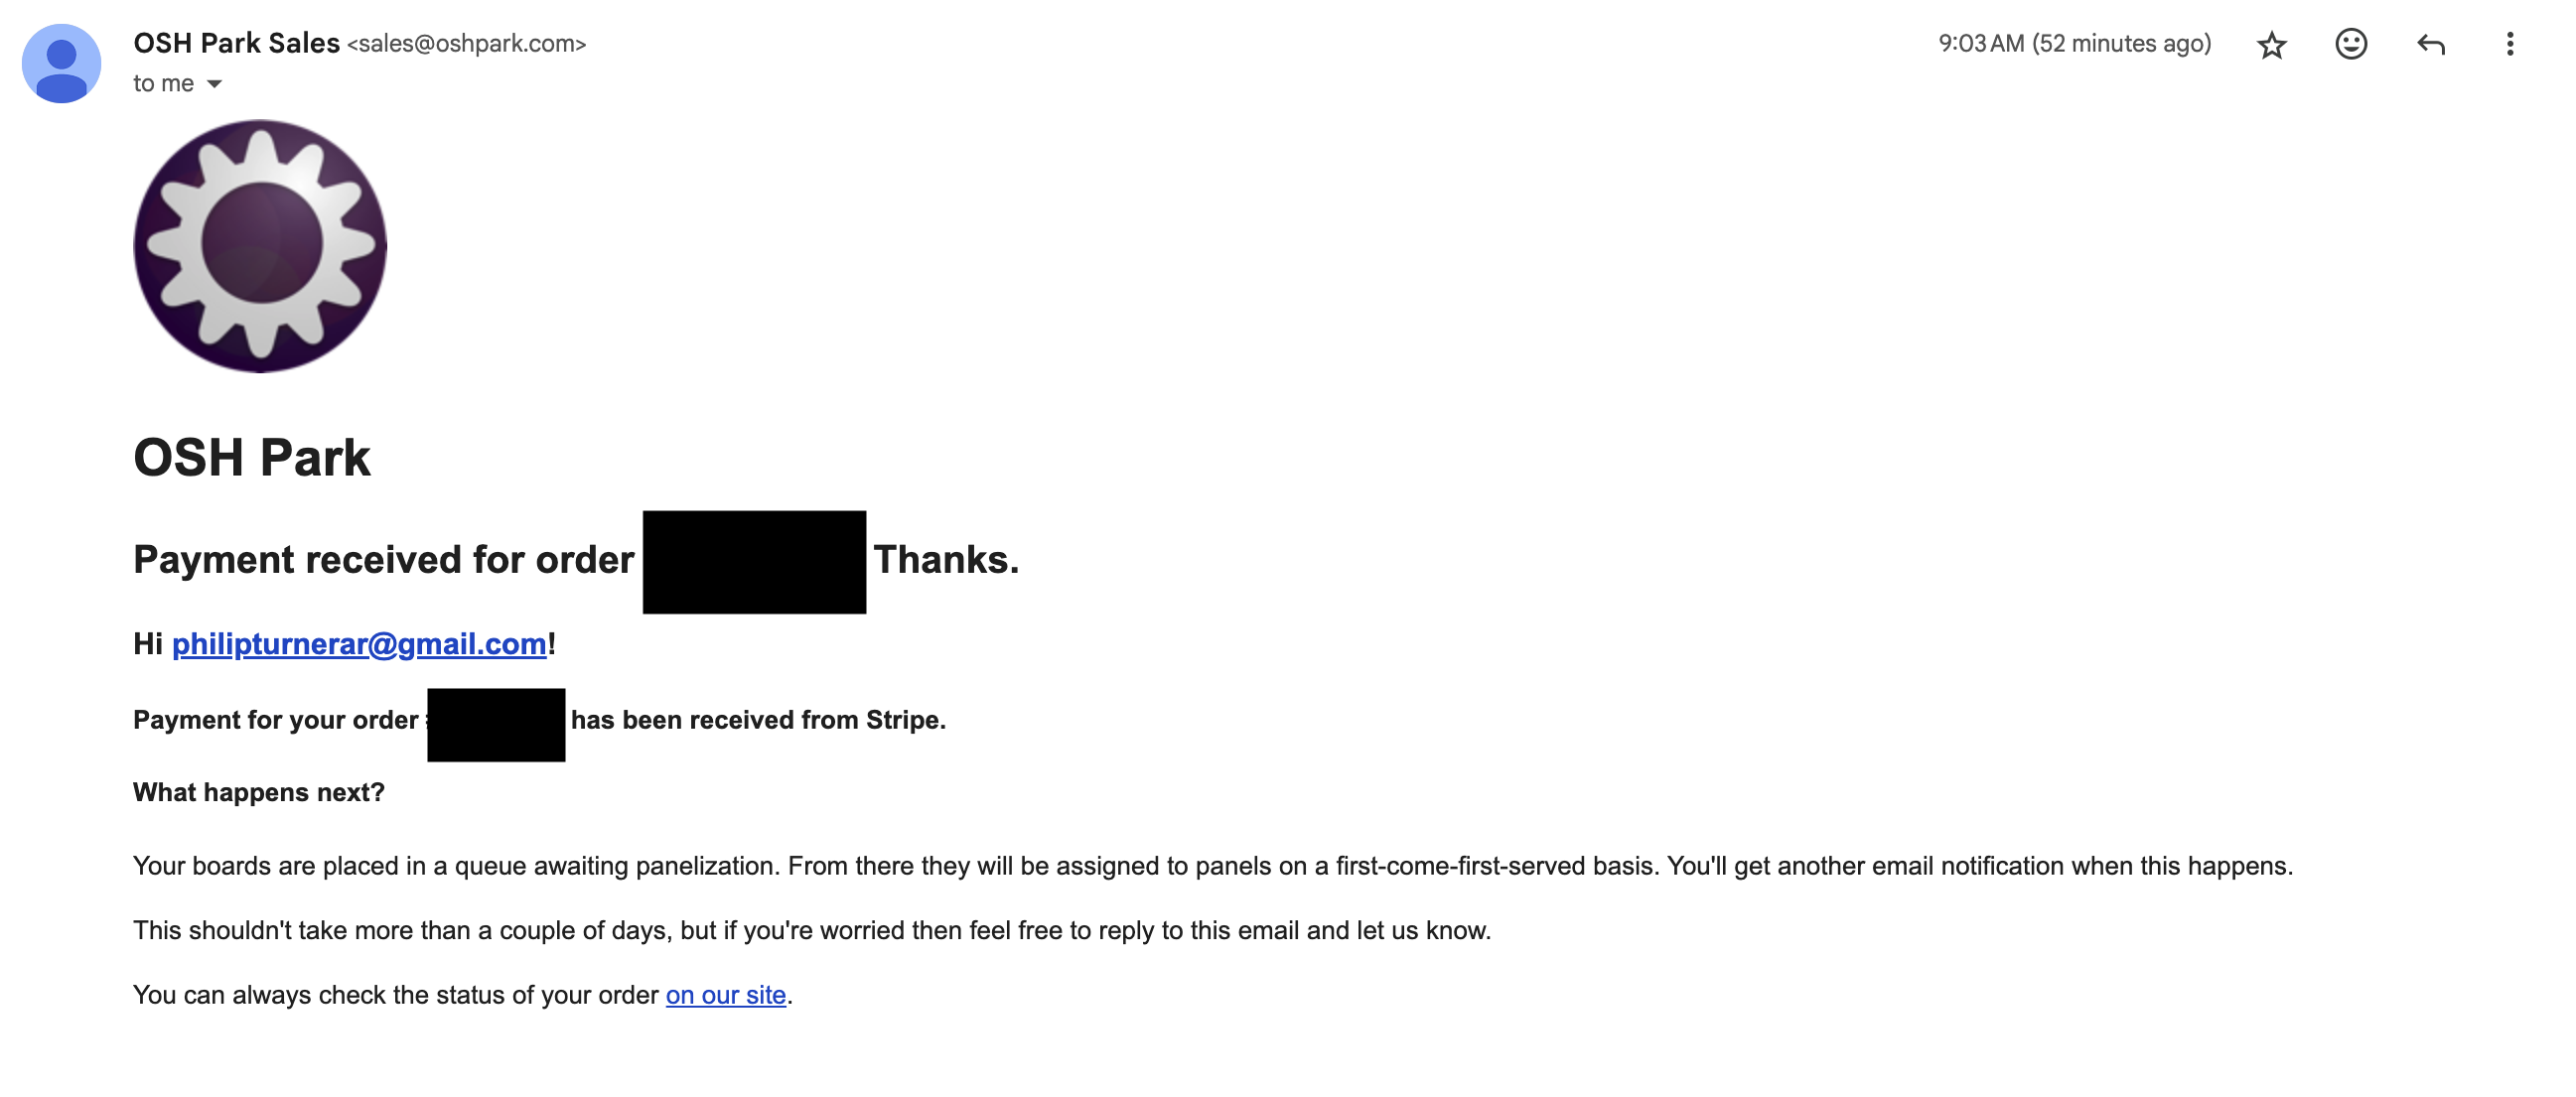 OSH Park Sales <sales@oshpark.com>
9:03 AM (52 minutes ago)
to me
OSH Park
Payment received for order Thanks.
Hi philipturnerar@gmail.com!
Payment for your order has been received from Stripe.
What happens next?
Your boards are placed in a queue awaiting panelization. From there they will be assigned to panels on a first-come-first-served basis. You'll get another email notification when this happens.
This shouldn't take more than a couple of days, but if you're worried then feel free to reply to this email and let us know.
You can always check the status of your order on our site.